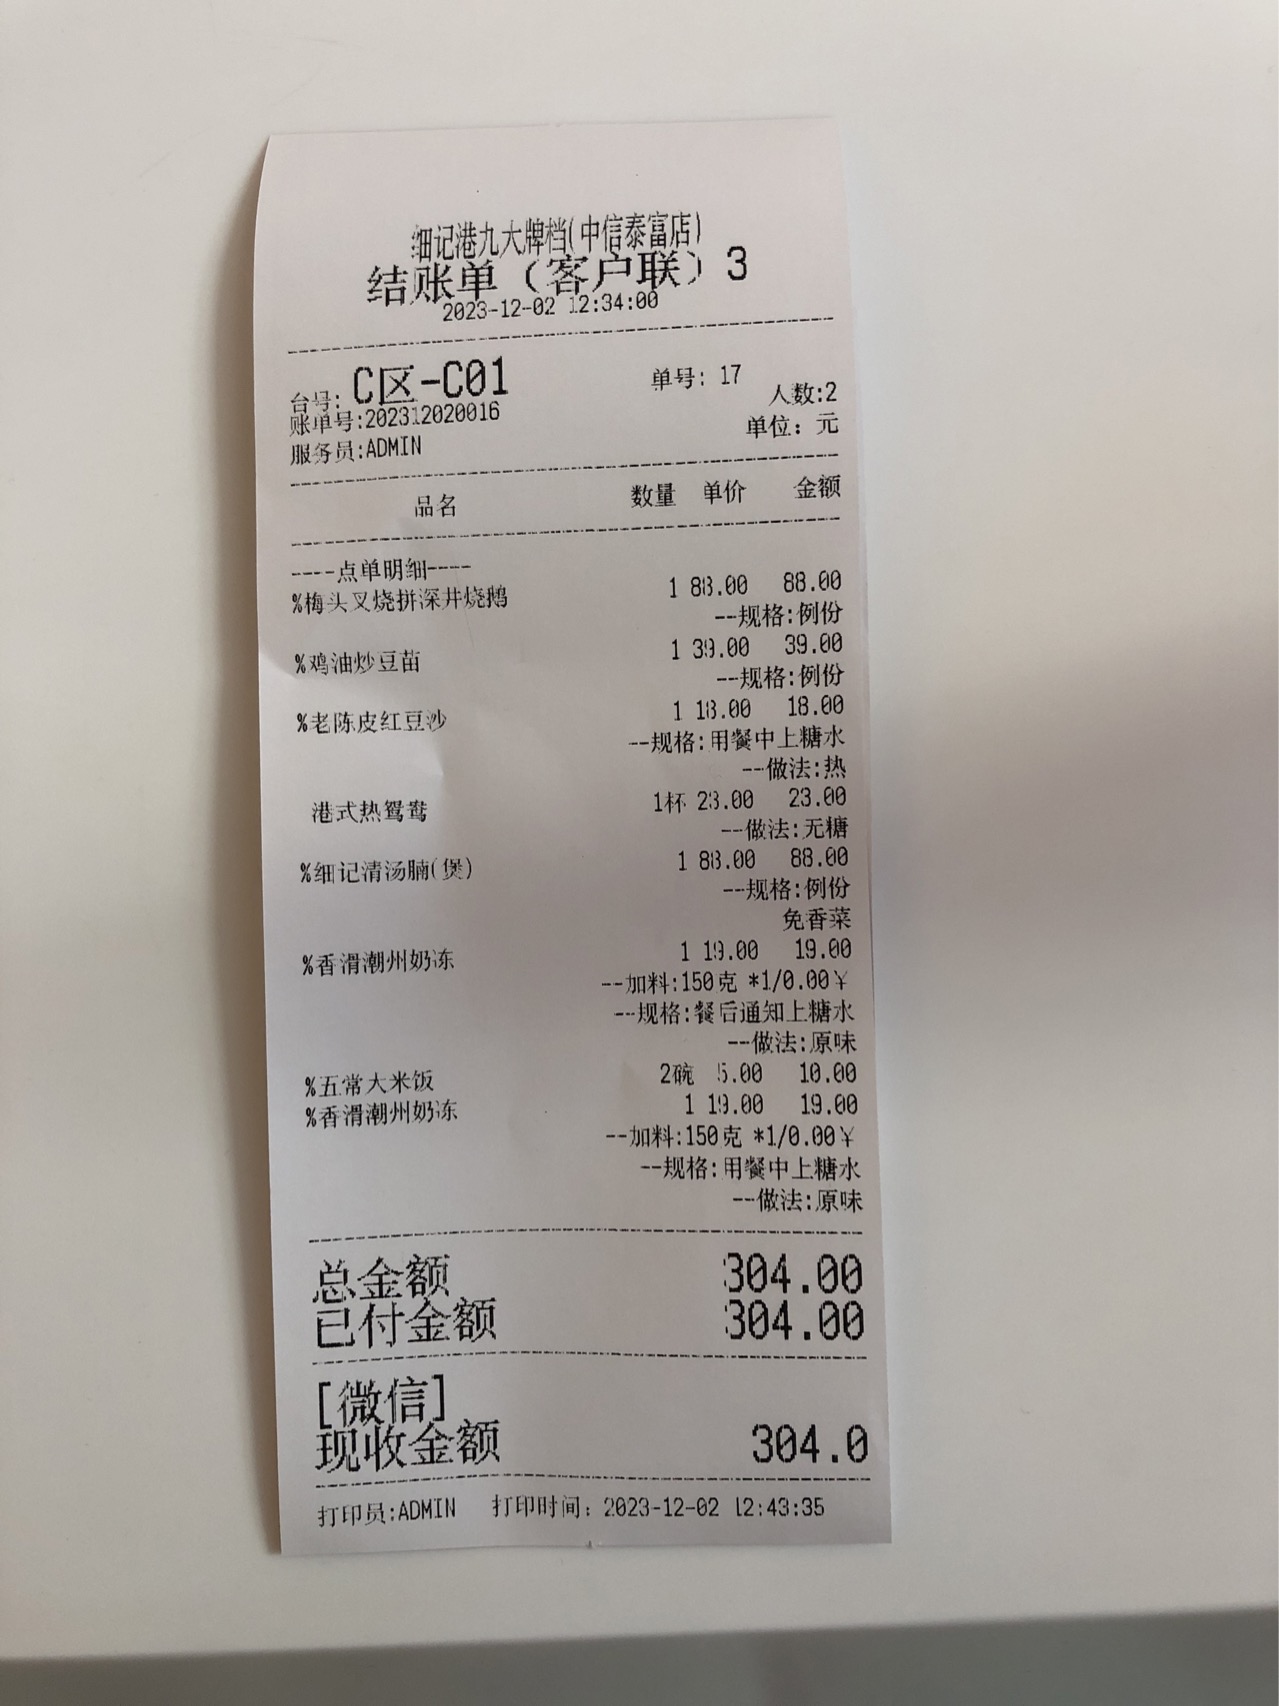 细记港九大牌档(中信泰富店)
结账单（客户联）3
2023-12-02 12:34:00
台号: C区-C01 单号: 17
账单号:202312020016 人数:2
服务员:ADMIN 单位: 元
品名 数量 单价 金额
----点单明细----
%梅头叉烧拼深井烧鹅 1 88.00 88.00
--规格:例份
%鸡油炒豆苗 1 39.00 39.00
--规格:例份
%老陈皮红豆沙 1 18.00 18.00
--规格:用餐中上糖水
--做法:热
港式热鸳鸯 1杯 23.00 23.00
--做法:无糖
%细记清汤腩(煲) 1 88.00 88.00
--规格:例份
免香菜
%香滑潮州奶冻 1 19.00 19.00
--加料:150克 *1/0.00¥
--规格:餐后通知上糖水
--做法:原味
%五常大米饭 2碗 5.00 10.00
%香滑潮州奶冻 1 19.00 19.00
--加料:150克 *1/0.00¥
--规格:用餐中上糖水
--做法:原味
总金额 304.00
已付金额 304.00
[微信]
现收金额 304.0
打印员:ADMIN 打印时间: 2023-12-02 12:43:35